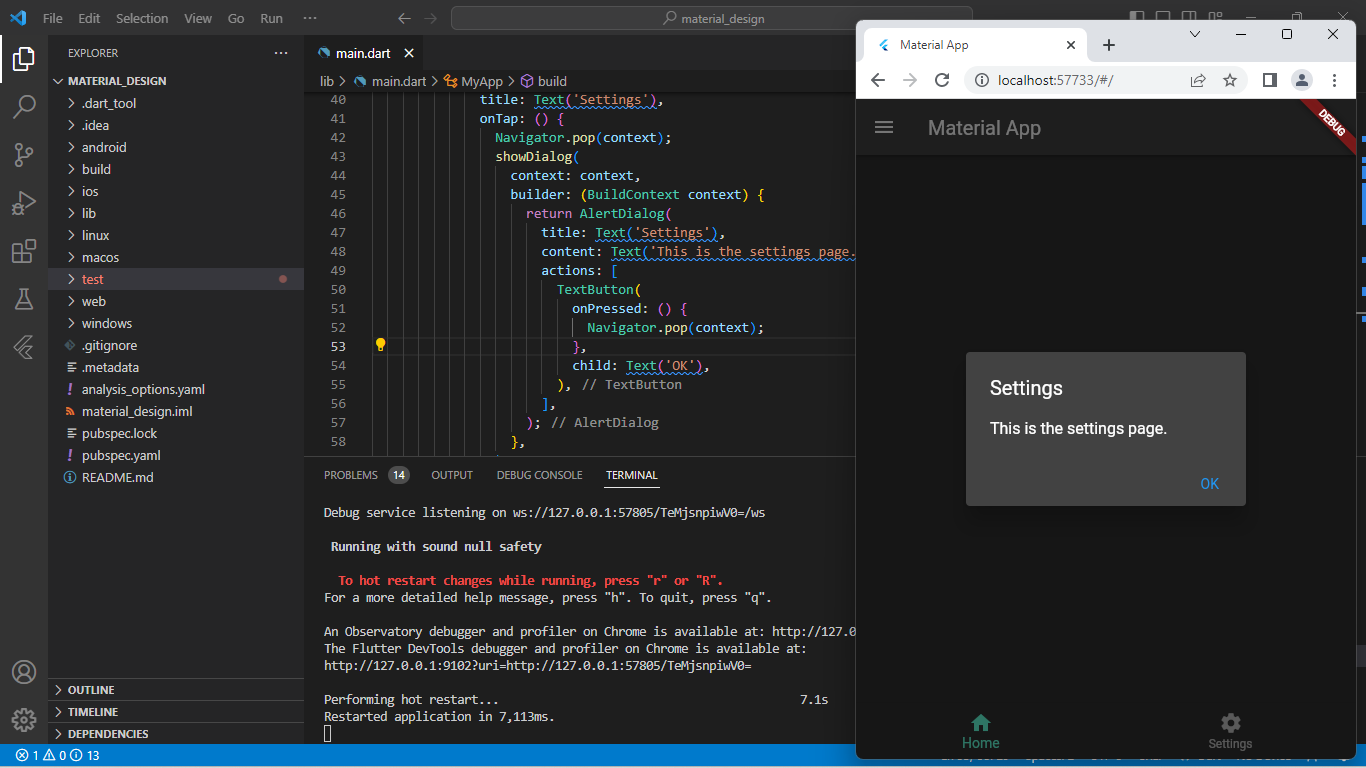 File Edit Selection View Go Run ···
material_design
EXPLORER
MATERIAL_DESIGN
.dart_tool
.idea
android
build
ios
lib
linux
macos
test
web
windows
.gitignore
.metadata
analysis_options.yaml
material_design.iml
pubspec.lock
pubspec.yaml
README.md
OUTLINE
TIMELINE
DEPENDENCIES
main.dart
lib > main.dart > MyApp > build
40 title: Text('Settings'),
41 onTap: () {
42 Navigator.pop(context);
43 showDialog(
44 context: context,
45 builder: (BuildContext context) {
46 return AlertDialog(
47 title: Text('Settings'),
48 content: Text('This is the settings page.
49 actions: [
50 TextButton(
51 onPressed: () {
52 Navigator.pop(context);
53 },
54 child: Text('OK'),
55 ), // TextButton
56 ],
57 ); // AlertDialog
58 },
PROBLEMS 14 OUTPUT DEBUG CONSOLE TERMINAL
Debug service listening on ws://127.0.0.1:57805/TeMjsnpiwV0=/ws
Running with sound null safety
To hot restart changes while running, press "r" or "R".
For a more detailed help message, press "h". To quit, press "q".
An Observatory debugger and profiler on Chrome is available at: http://127.0
The Flutter DevTools debugger and profiler on Chrome is available at:
http://127.0.0.1:9102?uri=http://127.0.0.1:57805/TeMjsnpiwV0=
Performing hot restart... 7.1s
Restarted application in 7,113ms.
1 0 13
Material App
localhost:57733/#/
Material App
DEBUG
Settings
This is the settings page.
OK
Home
Settings